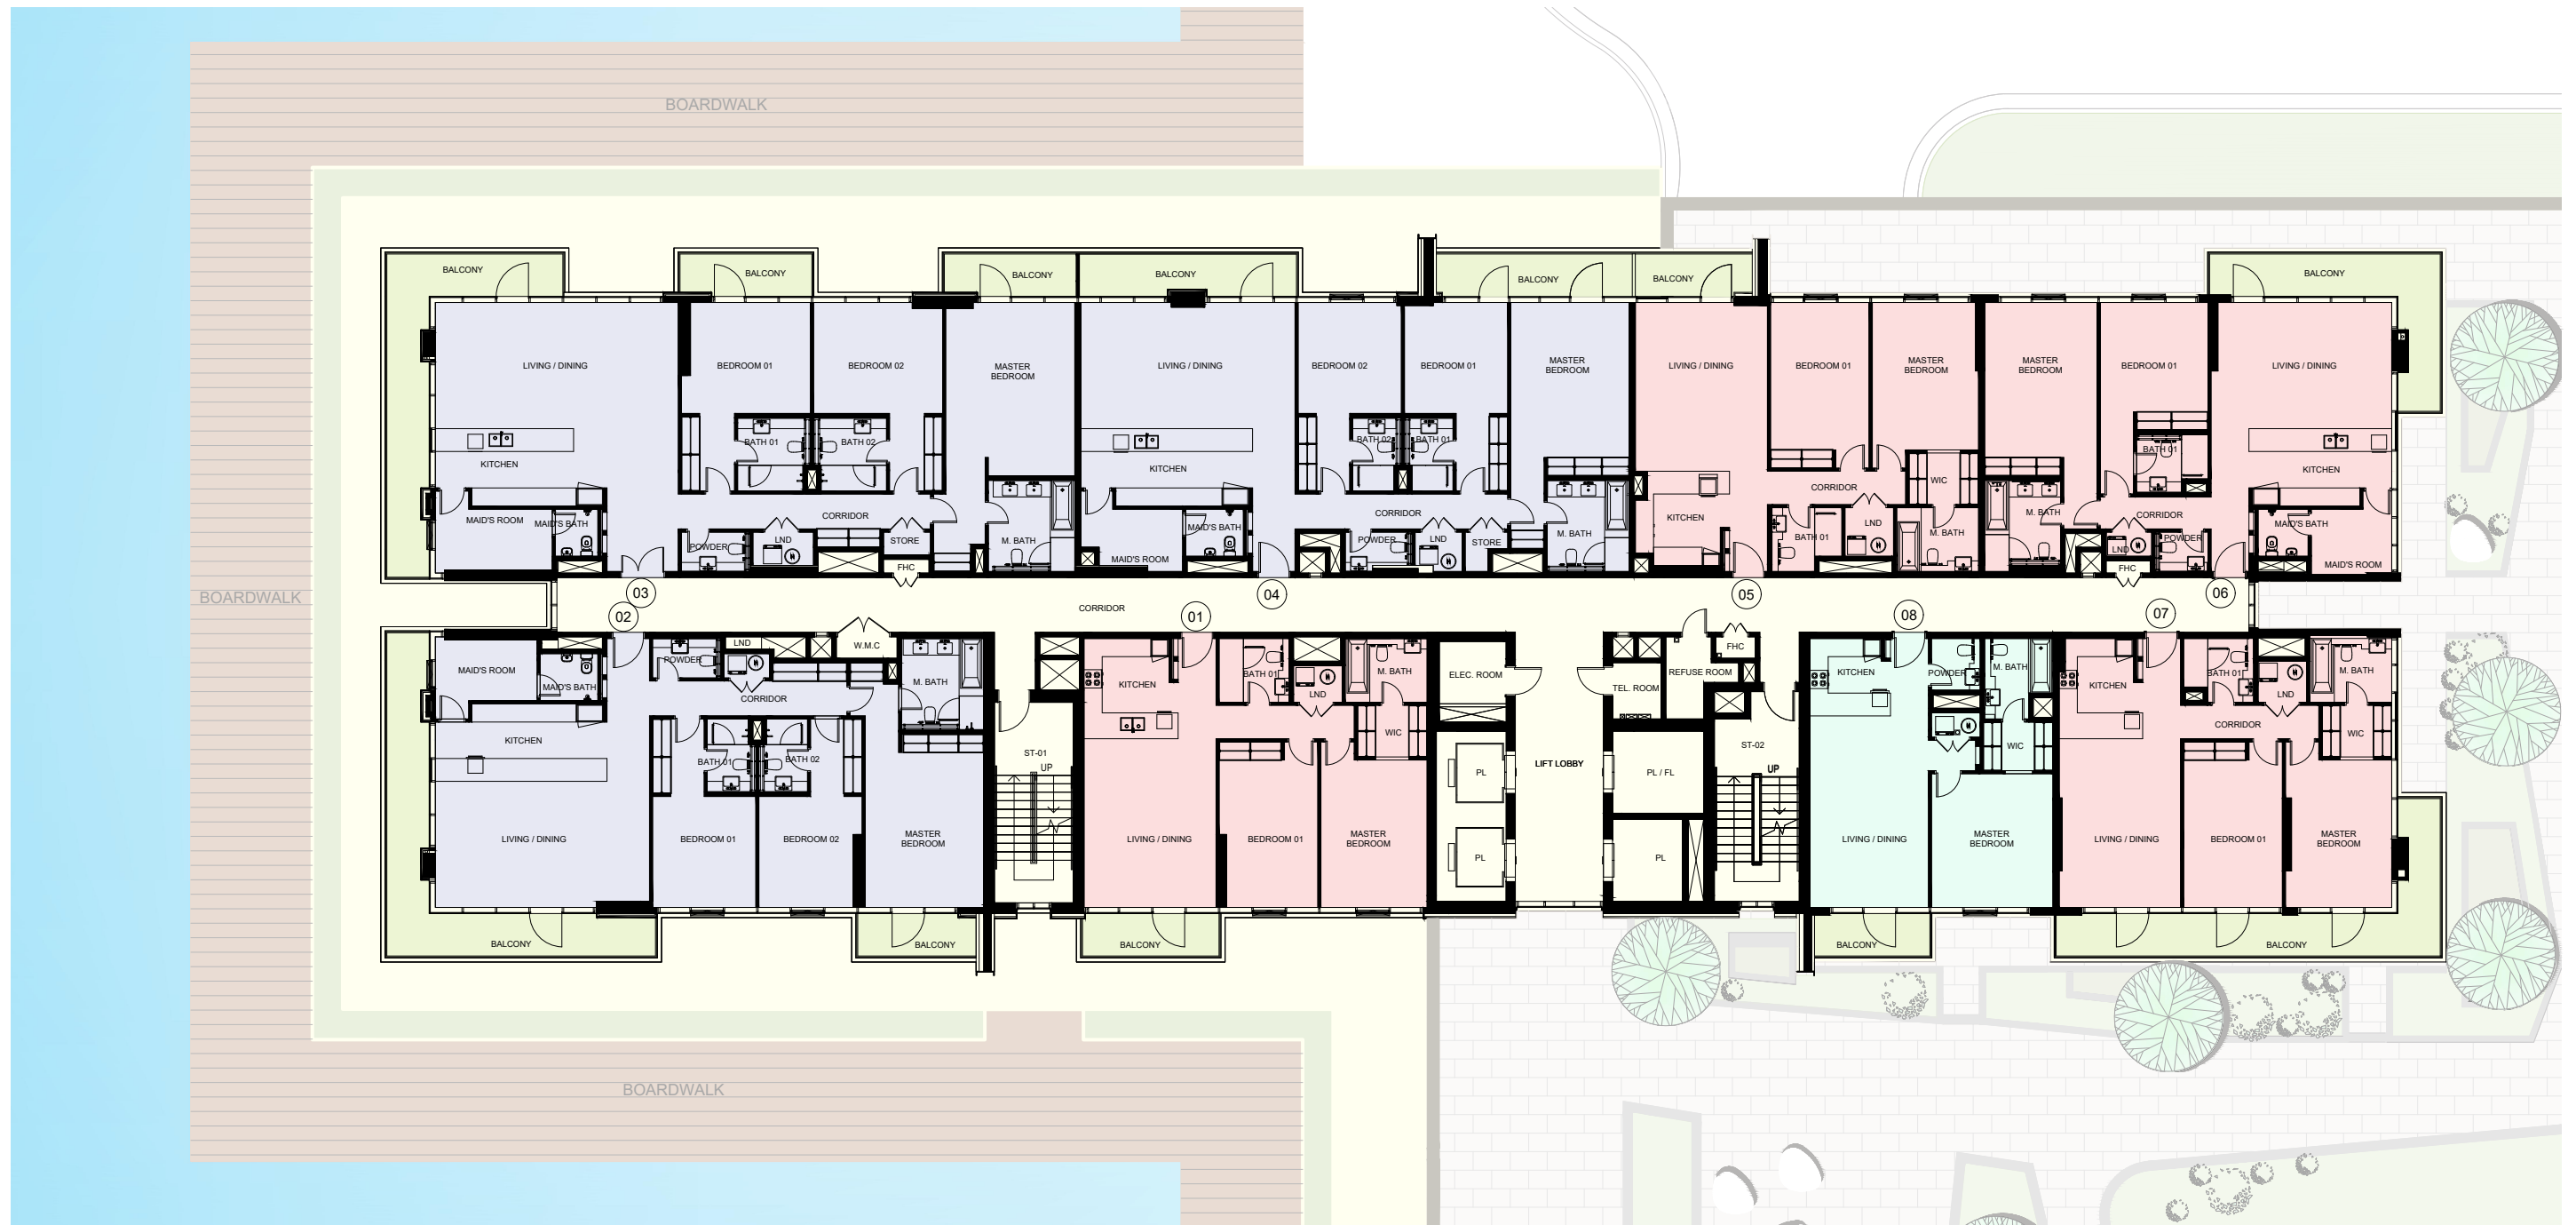 BOARDWALK
BALCONY
BALCONY
BALCONY
BALCONY
BALCONY
BALCONY
BALCONY
LIVING / DINING
BEDROOM 01
BEDROOM 02
MASTER
BEDROOM
LIVING / DINING
BEDROOM 02
BEDROOM 01
MASTER
BEDROOM
LIVING / DINING
BEDROOM 01
MASTER
BEDROOM
MASTER
BEDROOM
BEDROOM 01
LIVING / DINING
BATH 01
BATH 02
BATH 02
BATH 01
BATH 01
KITCHEN
KITCHEN
KITCHEN
CORRIDOR
WIC
MAID'S ROOM
MAID'S BATH
CORRIDOR
MAID'S BATH
CORRIDOR
KITCHEN
LND
M. BATH
CORRIDOR
MAID'S BATH
POWDER
LND
STORE
M. BATH
MAID'S ROOM
POWDER
LND
STORE
M. BATH
BATH 01
M. BATH
LND
POWDER
MAID'S ROOM
FHC
FHC
BOARDWALK
03
04
05
06
CORRIDOR
02
01
08
07
MAID'S ROOM
MAID'S BATH
POWDER
LND
W.M.C
M. BATH
CORRIDOR
KITCHEN
BATH 01
LND
M. BATH
WIC
ELEC. ROOM
TEL. ROOM
REFUSE ROOM
FHC
KITCHEN
POWDER
M. BATH
WIC
KITCHEN
BATH 01
LND
M. BATH
CORRIDOR
WIC
KITCHEN
BATH 01
BATH 02
ST-01
UP
PL
LIFT LOBBY
PL / FL
ST-02
UP
LIVING / DINING
BEDROOM 01
BEDROOM 02
MASTER
BEDROOM
LIVING / DINING
BEDROOM 01
MASTER
BEDROOM
PL
PL
LIVING / DINING
MASTER
BEDROOM
LIVING / DINING
BEDROOM 01
MASTER
BEDROOM
BALCONY
BALCONY
BALCONY
BALCONY
BALCONY
BOARDWALK